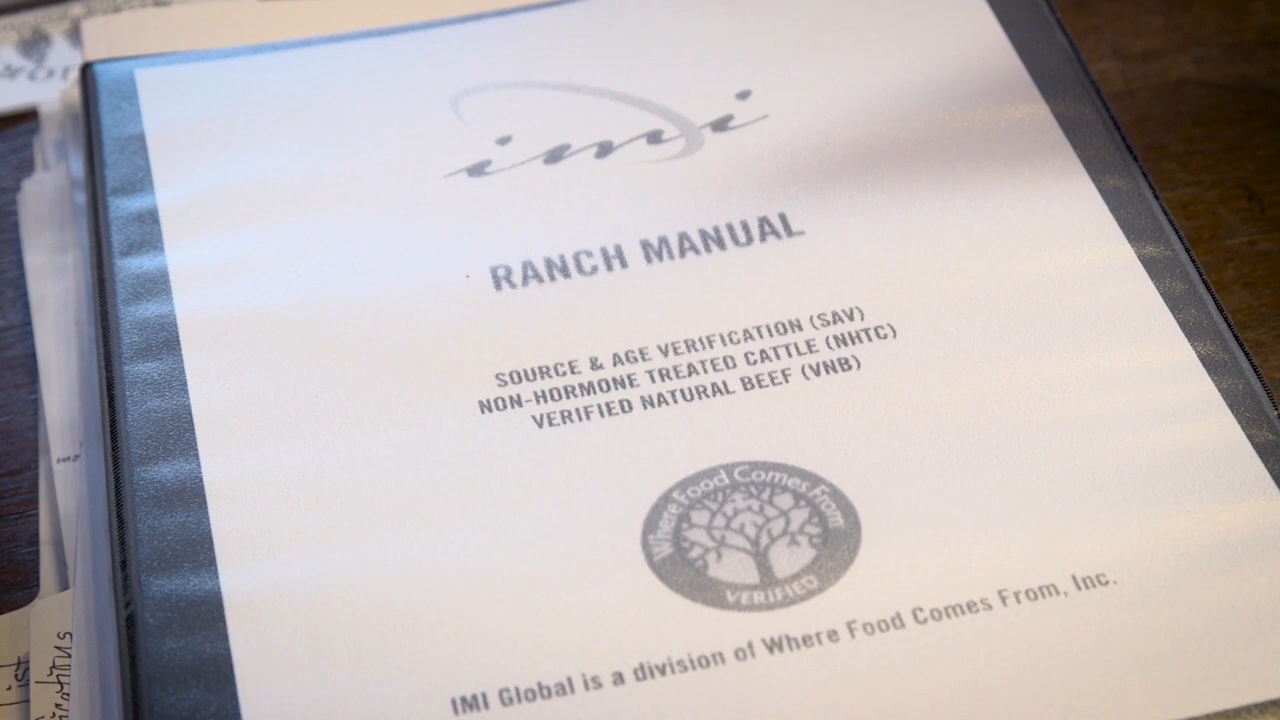 imi
RANCH MANUAL
SOURCE & AGE VERIFICATION (SAV)
NON-HORMONE TREATED CATTLE (NHTC)
VERIFIED NATURAL BEEF (VNB)
Where Food Comes From
VERIFIED
IMI Global is a division of Where Food Comes From, Inc.